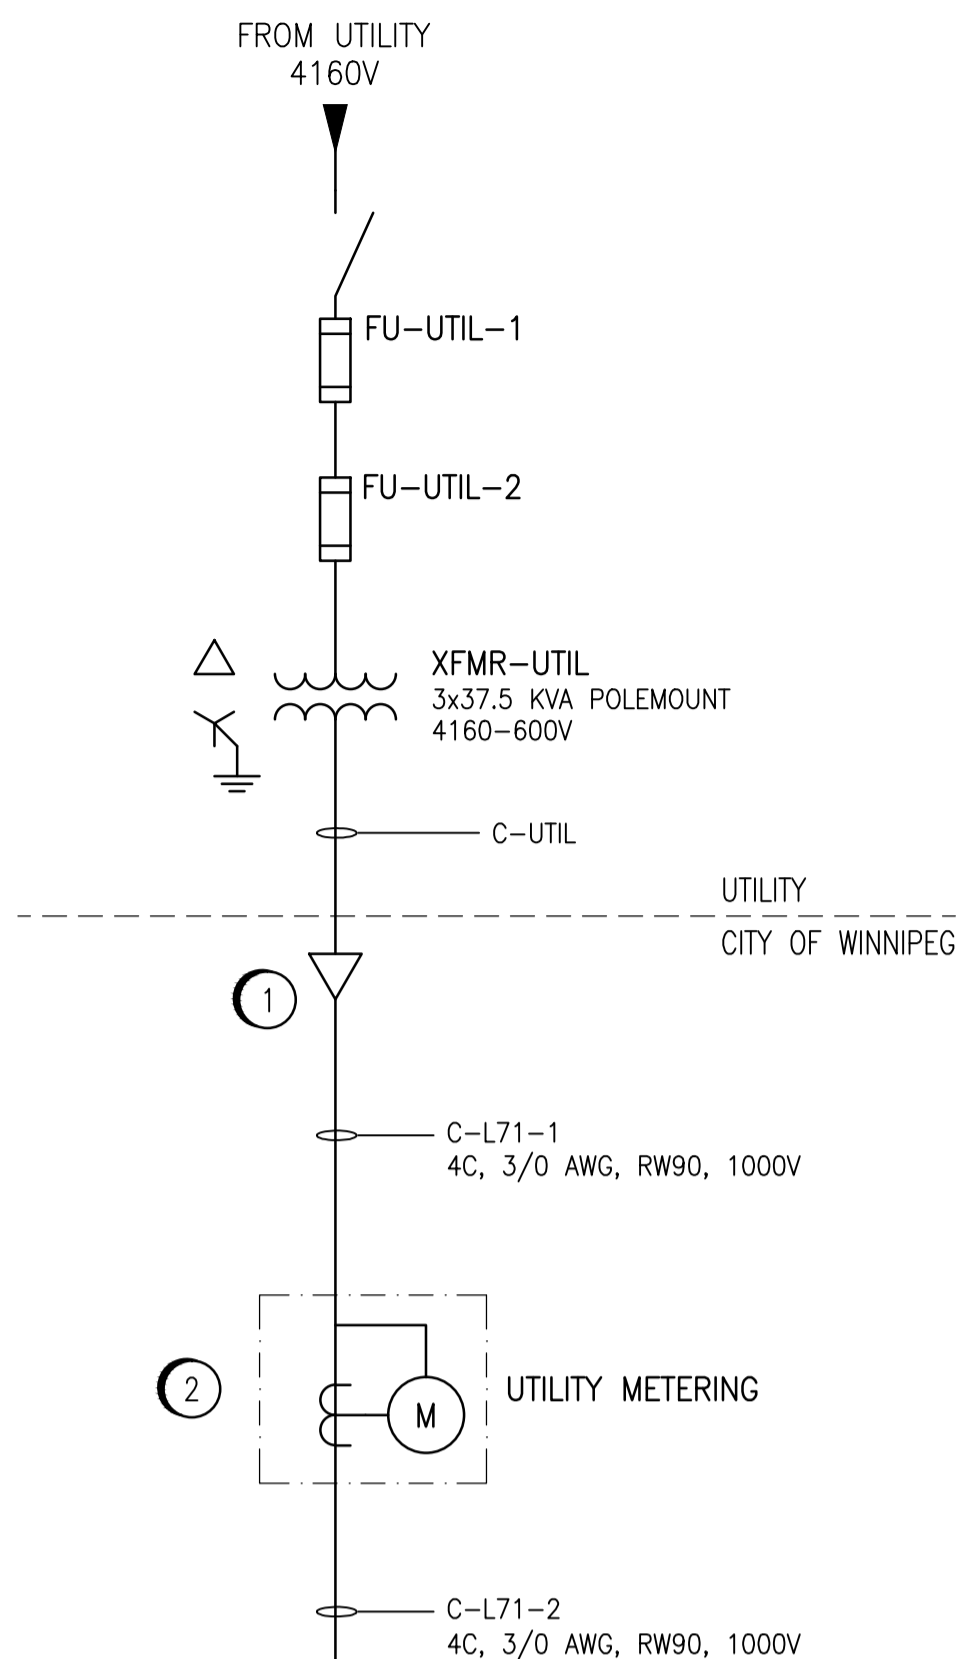 FROM UTILITY
4160V
FU-UTIL-1
FU-UTIL-2
XFMR-UTIL
3x37.5 KVA POLEMOUNT
4160-600V
C-UTIL
UTILITY
CITY OF WINNIPEG
1
C-L71-1
4C, 3/0 AWG, RW90, 1000V
2
UTILITY METERING
M
C-L71-2
4C, 3/0 AWG, RW90, 1000V